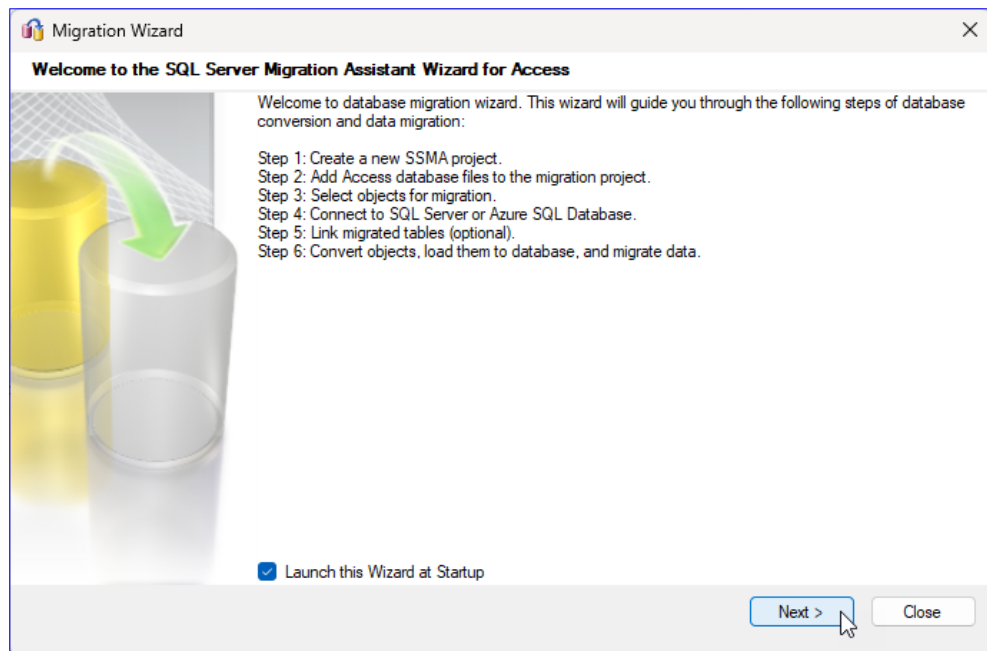 Migration Wizard
Welcome to the SQL Server Migration Assistant Wizard for Access
Welcome to database migration wizard. This wizard will guide you through the following steps of database
conversion and data migration:
Step 1: Create a new SSMA project.
Step 2: Add Access database files to the migration project.
Step 3: Select objects for migration.
Step 4: Connect to SQL Server or Azure SQL Database.
Step 5: Link migrated tables (optional).
Step 6: Convert objects, load them to database, and migrate data.
Launch this Wizard at Startup
Next > Close